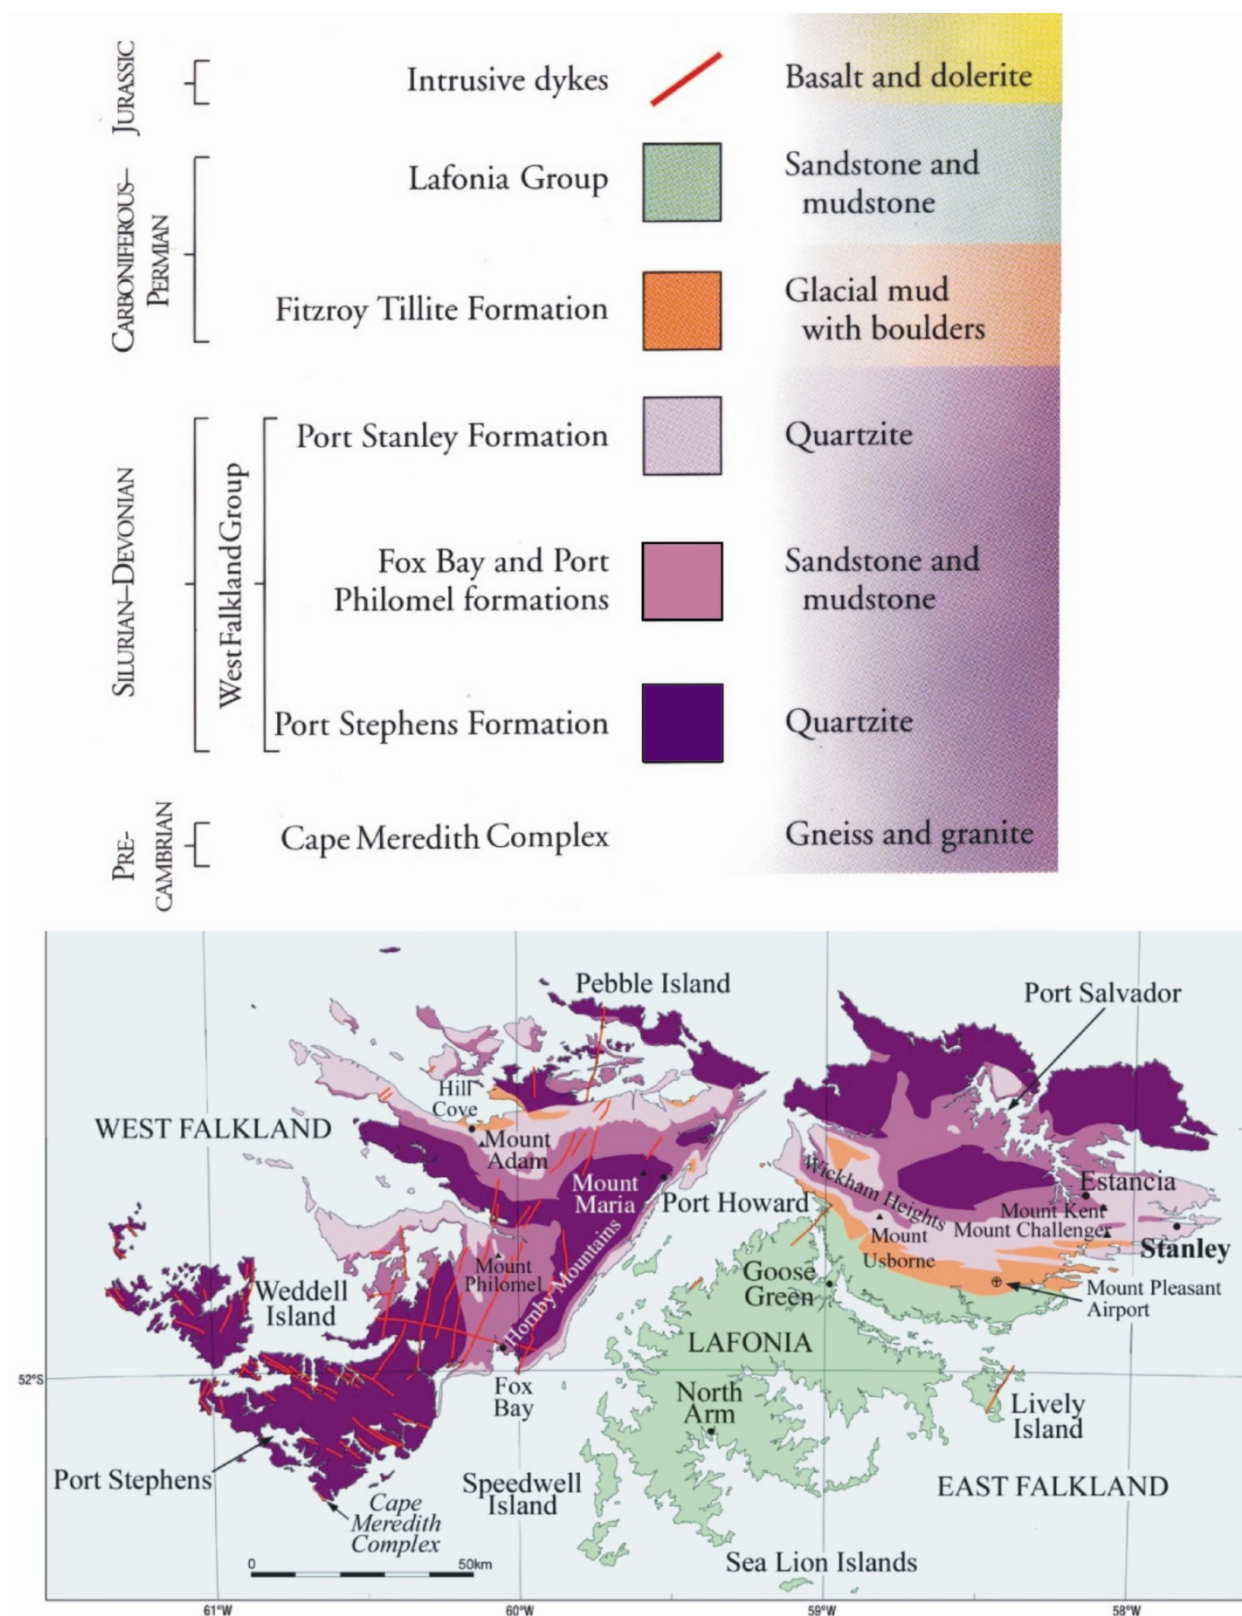 JURASSIC
Intrusive dykes
Basalt and dolerite
CARBONIFEROUS–
PERMIAN
Lafonia Group
Sandstone and
mudstone
Fitzroy Tillite Formation
Glacial mud
with boulders
SILURIAN–DEVONIAN
West Falkland Group
Port Stanley Formation
Quartzite
Fox Bay and Port
Philomel formations
Sandstone and
mudstone
Port Stephens Formation
Quartzite
PRE-
CAMBRIAN
Cape Meredith Complex
Gneiss and granite
Pebble Island
Port Salvador
Hill
Cove
WEST FALKLAND
Mount
Adam
Mount
Maria
Port Howard
Wickham Heights
Estancia
Mount Kent
Mount Challenger
Stanley
Mount
Usborne
Mount
Philomel
Hornby Mountains
Weddell
Island
Goose
Green
Mount Pleasant
Airport
LAFONIA
52°S
Fox
Bay
North
Arm
Lively
Island
Port Stephens
Speedwell
Island
EAST FALKLAND
Cape
Meredith
Complex
Sea Lion Islands
0
50km
61°W
60°W
59°W
58°W